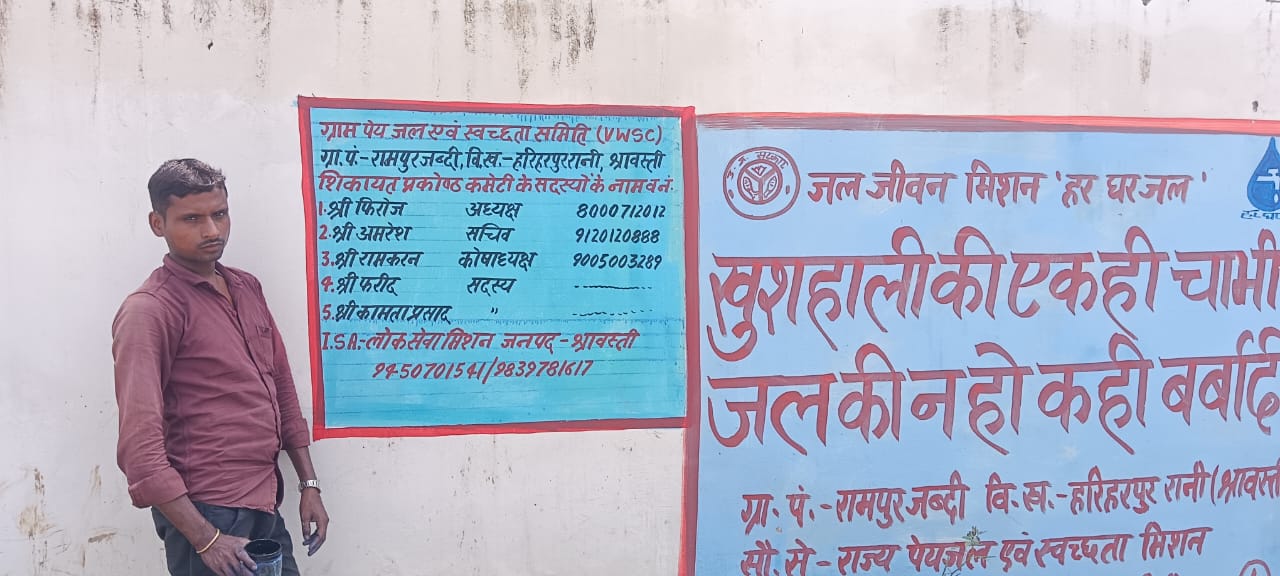 ग्राम पेय जल एवं स्वच्छता समिति (VWSC)
ग्रा. पं.- रामपुर जब्दी, वि.ख.- हरिहरपुररानी, श्रावस्ती
शिकायत प्रकोष्ठ कमेटी के सदस्यों के नाम व नं.
1. श्री फिरोज अध्यक्ष 8000712012
2. श्री अमरेश सचिव 9120120888
3. श्री रामकरन कोषाध्यक्ष 9005003289
4. श्री फरीद सदस्य ----------
5. श्री कामता प्रसाद " ----------
I.S.A:- लोक सेवा मिशन जनपद - श्रावस्ती
9450701541/9839781617
उ. प्र. सरकार
जल जीवन मिशन 'हर घर जल'
खुशहाली की एक ही चाभी
जल की न हो कही बर्बादी
ग्रा. पं.- रामपुर जब्दी वि. ख.- हरिहरपुर रानी (श्रावस्ती
सौ. से - राज्य पेयजल एवं स्वच्छता मिशन